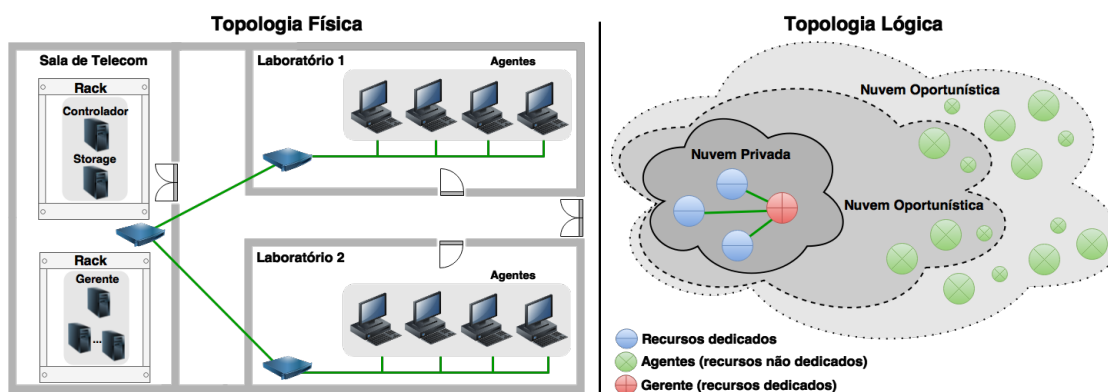 Topologia Física
Sala de Telecom
Rack
Controlador
Storage
Rack
Gerente
...
Laboratório 1
Agentes
Laboratório 2
Agentes
Topologia Lógica
Nuvem Oportunística
Nuvem Privada
Nuvem Oportunística
Recursos dedicados
Agentes (recursos não dedicados)
Gerente (recursos dedicados)